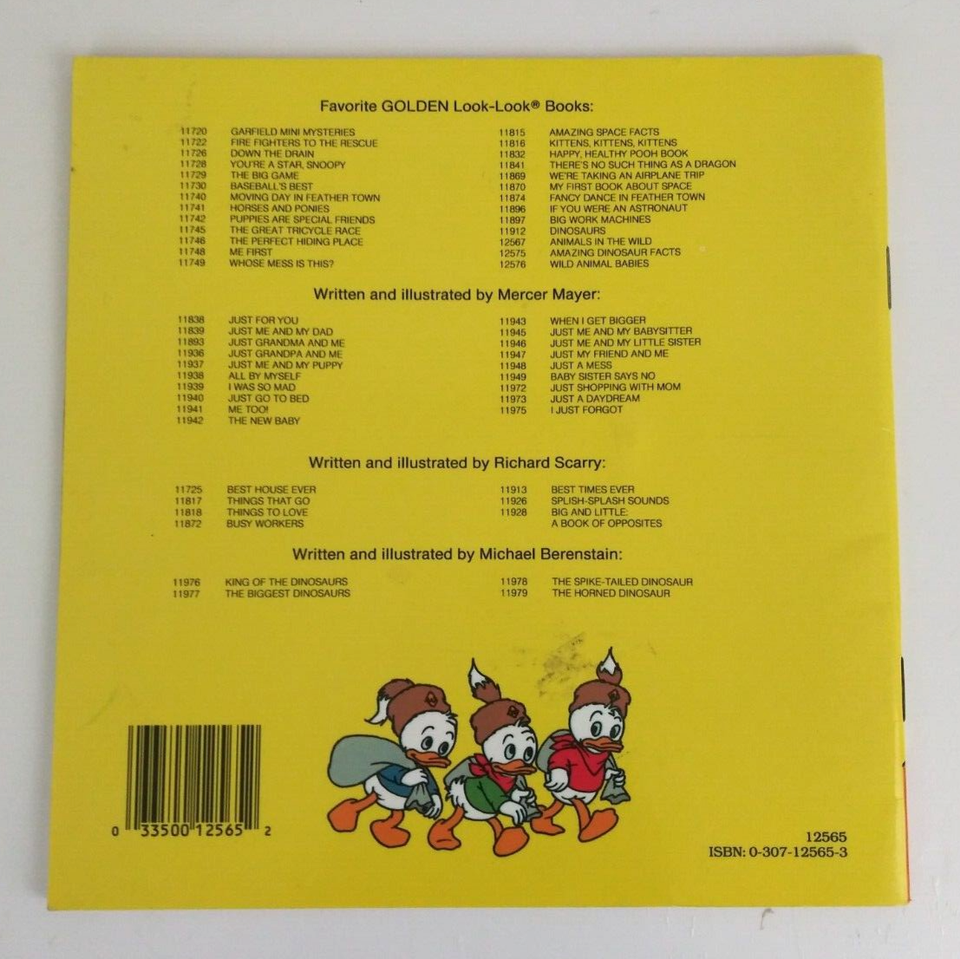 Favorite GOLDEN Look-Look® Books:
11720 GARFIELD MINI MYSTERIES
11722 FIRE FIGHTERS TO THE RESCUE
11726 DOWN THE DRAIN
11728 YOU'RE A STAR, SNOOPY
11729 THE BIG GAME
11730 BASEBALL'S BEST
11740 MOVING DAY IN FEATHER TOWN
11741 HORSES AND PONIES
11742 PUPPIES ARE SPECIAL FRIENDS
11745 THE GREAT TRICYCLE RACE
11746 THE PERFECT HIDING PLACE
11748 ME FIRST
11749 WHOSE MESS IS THIS?
11815 AMAZING SPACE FACTS
11816 KITTENS, KITTENS, KITTENS
11832 HAPPY, HEALTHY POOH BOOK
11841 THERE'S NO SUCH THING AS A DRAGON
11869 WE'RE TAKING AN AIRPLANE TRIP
11870 MY FIRST BOOK ABOUT SPACE
11874 FANCY DANCE IN FEATHER TOWN
11896 IF YOU WERE AN ASTRONAUT
11897 BIG WORK MACHINES
11912 DINOSAURS
12567 ANIMALS IN THE WILD
12575 AMAZING DINOSAUR FACTS
12576 WILD ANIMAL BABIES
Written and illustrated by Mercer Mayer:
11838 JUST FOR YOU
11839 JUST ME AND MY DAD
11893 JUST GRANDMA AND ME
11936 JUST GRANDPA AND ME
11937 JUST ME AND MY PUPPY
11938 ALL BY MYSELF
11939 I WAS SO MAD
11940 JUST GO TO BED
11941 ME TOO!
11942 THE NEW BABY
11943 WHEN I GET BIGGER
11945 JUST ME AND MY BABYSITTER
11946 JUST ME AND MY LITTLE SISTER
11947 JUST MY FRIEND AND ME
11948 JUST A MESS
11949 BABY SISTER SAYS NO
11972 JUST SHOPPING WITH MOM
11973 JUST A DAYDREAM
11975 I JUST FORGOT
Written and illustrated by Richard Scarry:
11725 BEST HOUSE EVER
11817 THINGS THAT GO
11818 THINGS TO LOVE
11872 BUSY WORKERS
11913 BEST TIMES EVER
11926 SPLISH-SPLASH SOUNDS
11928 BIG AND LITTLE:
A BOOK OF OPPOSITES
Written and illustrated by Michael Berenstain:
11976 KING OF THE DINOSAURS
11977 THE BIGGEST DINOSAURS
11978 THE SPIKE-TAILED DINOSAUR
11979 THE HORNED DINOSAUR
0 33500 12565 2
12565
ISBN: 0-307-12565-3